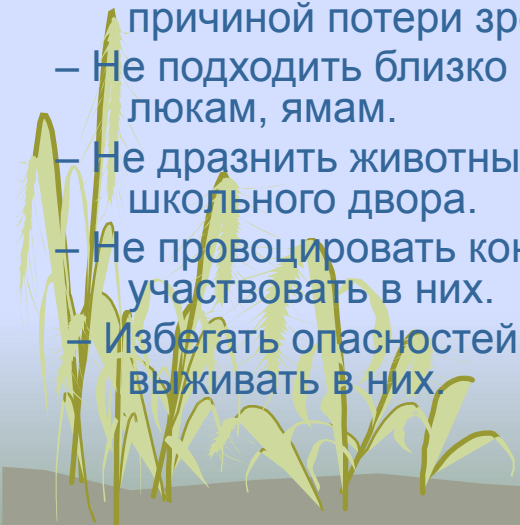 причиной потери зре
– Не подходить близко
люкам, ямам.
– Не дразнить животны
школьного двора.
– Не провоцировать кон
участвовать в них.
– Избегать опасностей
выживать в них.